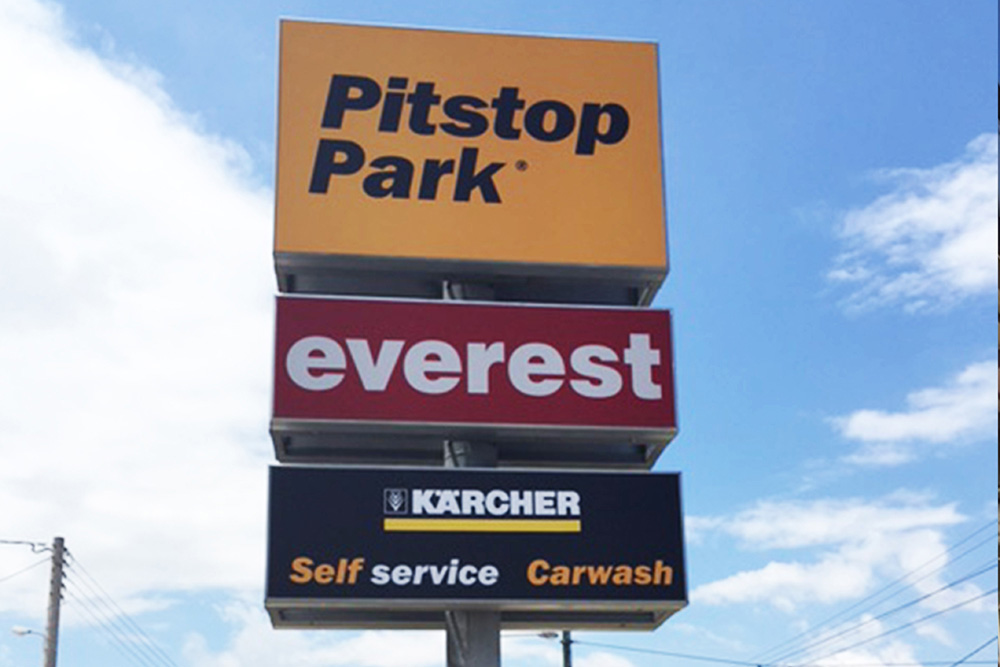 Pitstop
Park®
everest
KÄRCHER
Self service Carwash